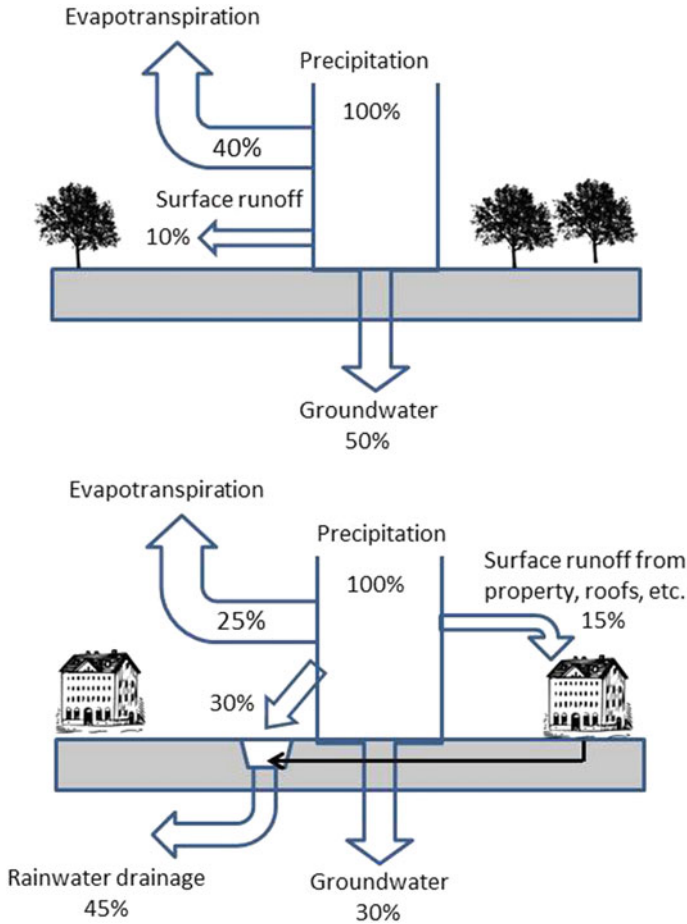 Evapotranspiration
Precipitation
100%
40%
Surface runoff
10%
Groundwater
50%
Evapotranspiration
Precipitation
100%
Surface runoff from
property, roofs, etc.
15%
25%
30%
Rainwater drainage
45%
Groundwater
30%